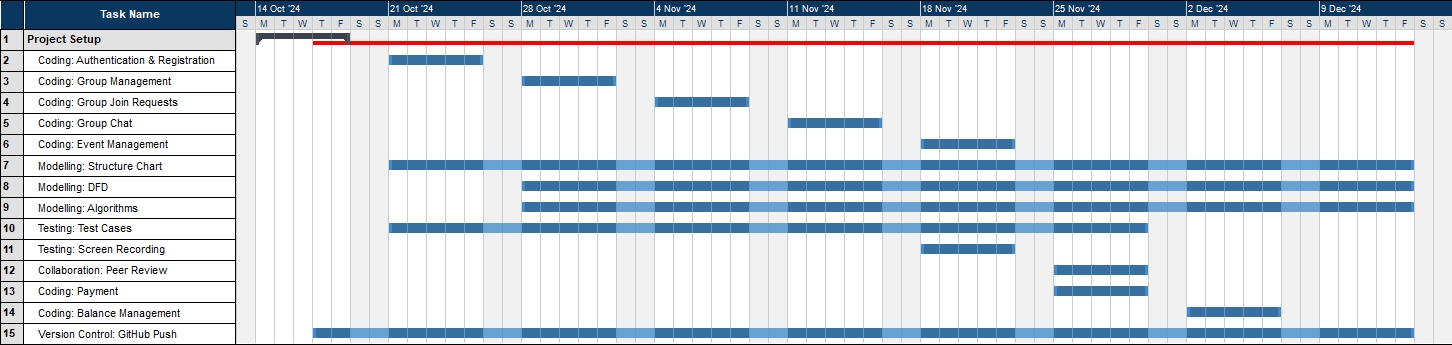 Task Name 14 Oct '24 21 Oct '24 28 Oct '24 4 Nov '24 11 Nov '24 18 Nov '24 25 Nov '24 2 Dec '24 9 Dec '24
S M T W T F S S M T W T F S S M T W T F S S M T W T F S S M T W T F S S M T W T F S S M T W T F S S M T W T F S S M T W T F S S
1 Project Setup
2 Coding: Authentication & Registration
3 Coding: Group Management
4 Coding: Group Join Requests
5 Coding: Group Chat
6 Coding: Event Management
7 Modelling: Structure Chart
8 Modelling: DFD
9 Modelling: Algorithms
10 Testing: Test Cases
11 Testing: Screen Recording
12 Collaboration: Peer Review
13 Coding: Payment
14 Coding: Balance Management
15 Version Control: GitHub Push